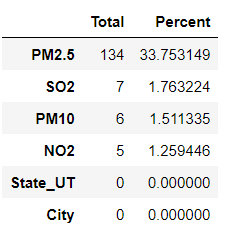 Total Percent
PM2.5 134 33.753149
SO2 7 1.763224
PM10 6 1.511335
NO2 5 1.259446
State_UT 0 0.000000
City 0 0.000000